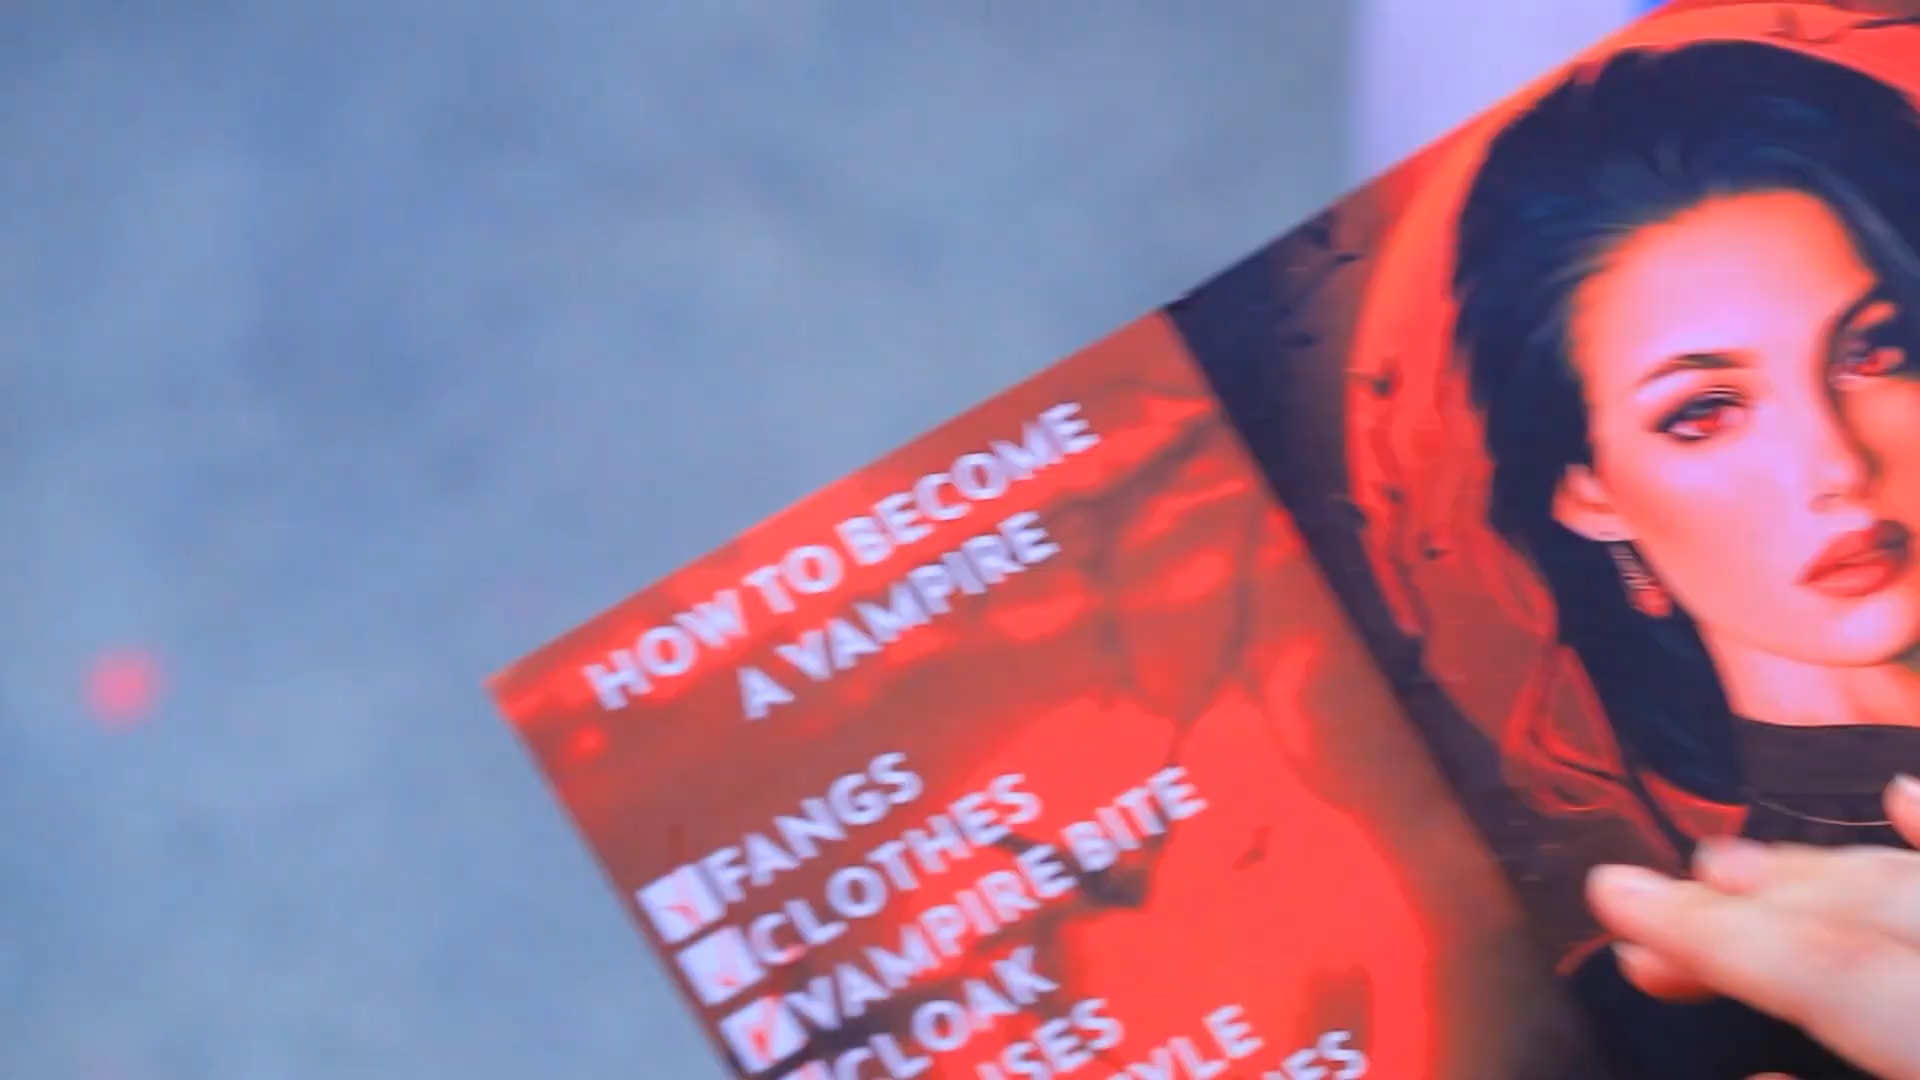 HOW TO BECOME
A VAMPIRE
FANGS
CLOTHES
VAMPIRE BITE
CLOAK